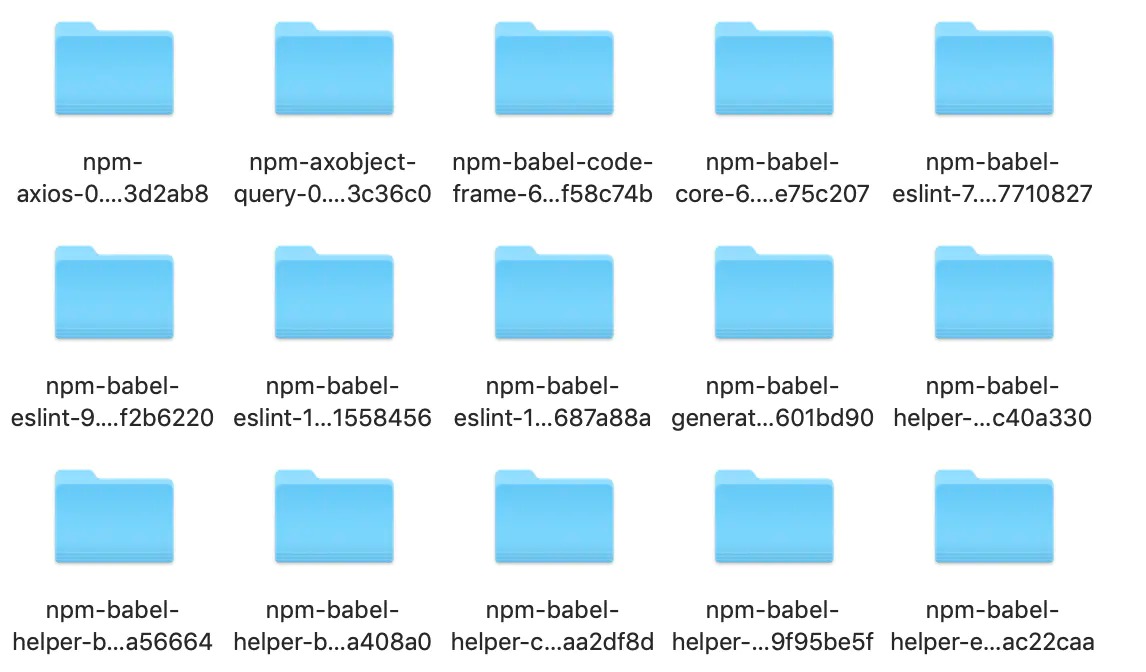 npm-
axios-0....3d2ab8
npm-axobject-
query-0....3c36c0
npm-babel-code-
frame-6...f58c74b
npm-babel-
core-6....e75c207
npm-babel-
eslint-7....7710827
npm-babel-
eslint-9....f2b6220
npm-babel-
eslint-1...1558456
npm-babel-
eslint-1...687a88a
npm-babel-
generat...601bd90
npm-babel-
helper-...c40a330
npm-babel-
helper-b...a56664
npm-babel-
helper-b...a408a0
npm-babel-
helper-c...aa2df8d
npm-babel-
helper-...9f95be5f
npm-babel-
helper-e...ac22caa